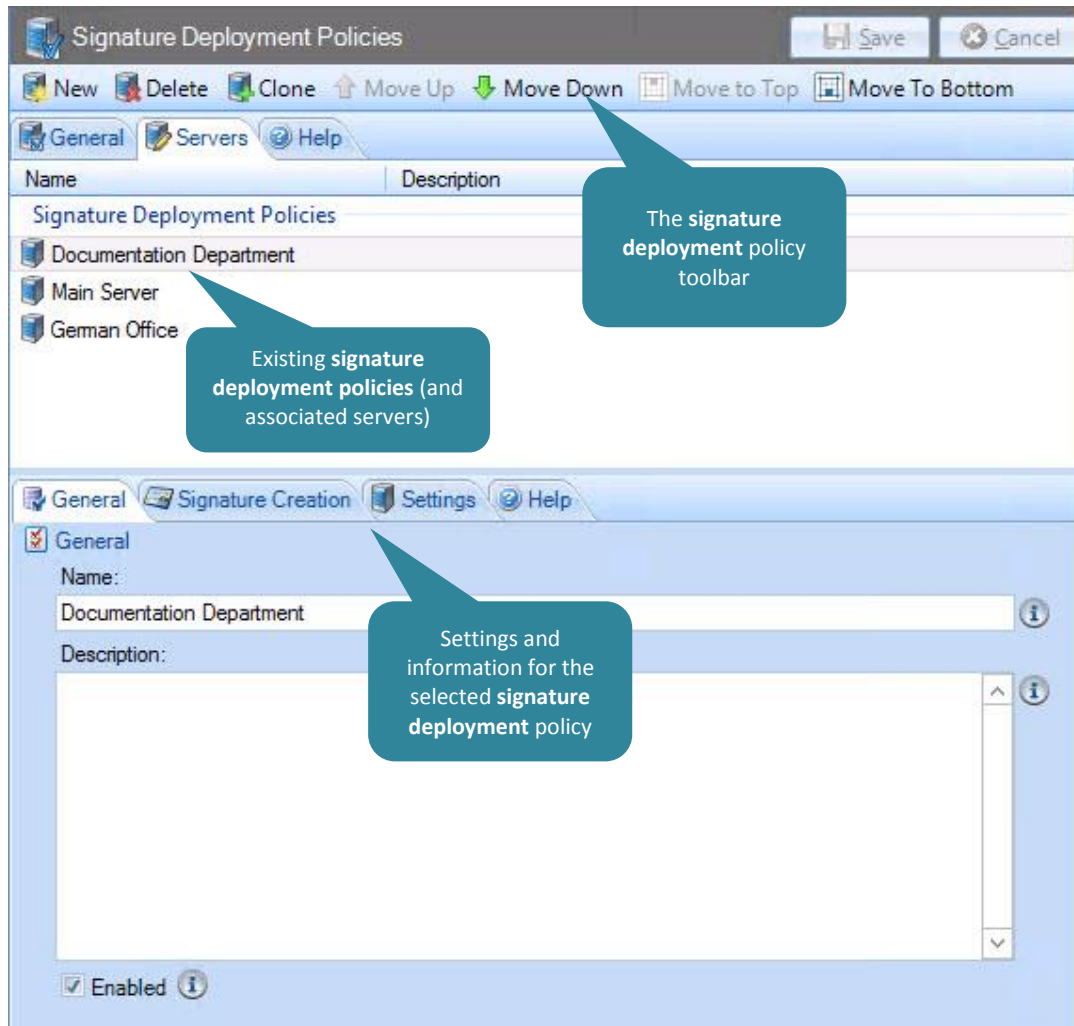 Signature Deployment Policies
Save
Cancel
New Delete Clone Move Up Move Down Move to Top Move To Bottom
General Servers Help
Name Description
Signature Deployment Policies
Documentation Department
Main Server
German Office
The signature
deployment policy
toolbar
Existing signature
deployment policies (and
associated servers)
General Signature Creation Settings Help
General
Name:
Documentation Department
Description:
Settings and
information for the
selected signature
deployment policy
Enabled